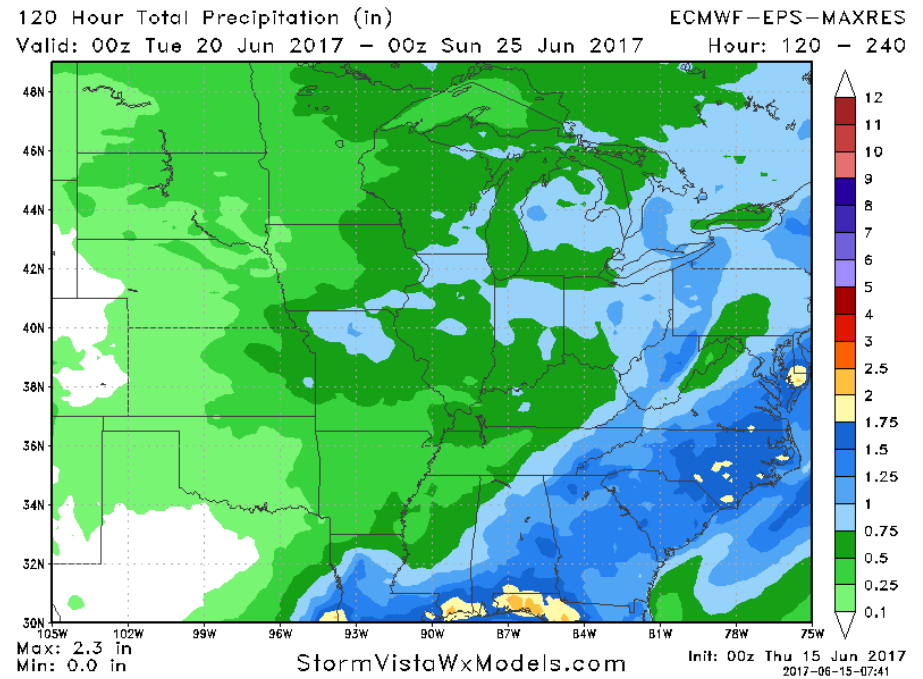 120 Hour Total Precipitation (in) ECMWF-EPS-MAXRES
Valid: 00z Tue 20 Jun 2017 - 00z Sun 25 Jun 2017 Hour: 120 - 240
48N
46N
44N
42N
40N
38N
36N
34N
32N
30N
105W 102W 99W 96W 93W 90W 87W 84W 81W 78W 75W
12
11
10
9
8
7
6
5
4
3
2.5
2
1.75
1.5
1.25
1
0.75
0.5
0.25
0.1
Max: 2.3 in
Min: 0.0 in
StormVistaWxModels.com
Init: 00z Thu 15 Jun 2017
2017-06-15-07:41